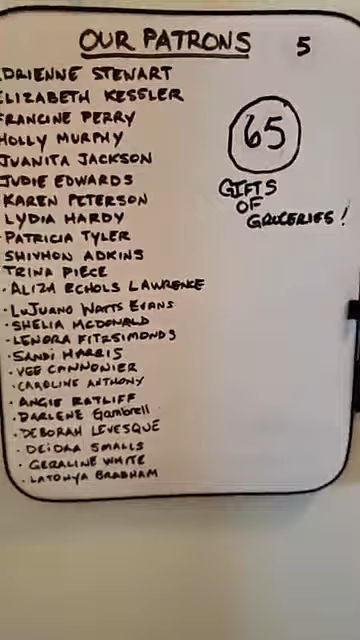 OUR PATRONS 5
DRIENNE STEWART
ELIZABETH KESSLER
FRANCINE PERRY
HOLLY MURPHY
JUANITA JACKSON
JUDIE EDWARDS
KAREN PETERSON
LYDIA HARDY
· PATRICIA TYLER
SHIVHON ADKINS
TRINA PIECE
· ALIZA ECHOLS LAWRENCE
· LUJUANO WATTS EVANS
· SHELIA MCDONALD
· LENORA FITZSIMONDS
· SANDI HARRIS
· VEE CANNONIER
· CAROLINE ANTHONY
· ANGIE RATLIFF
· DARLENE Gambrell
· DEBORAH LEVESQUE
· DEIDRA SMALLS
· GERALINE WHITE
· LATONYA BRABHAM
65
GIFTS
OF
GROCERIES!